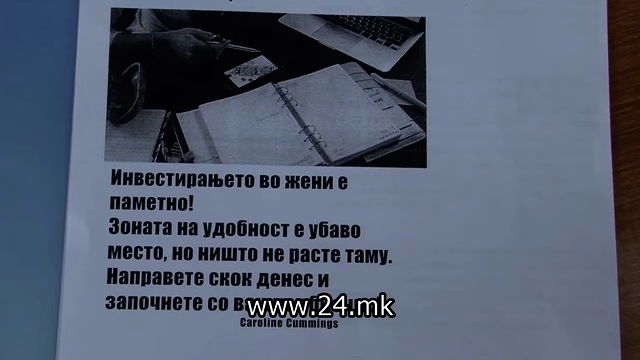 Инвестирањето во жени е
паметно!
Зоната на удобност е убаво
место, но ништо не расте таму.
Направете скок денес и
започнете со
www.24.mk
Caroline Cummings